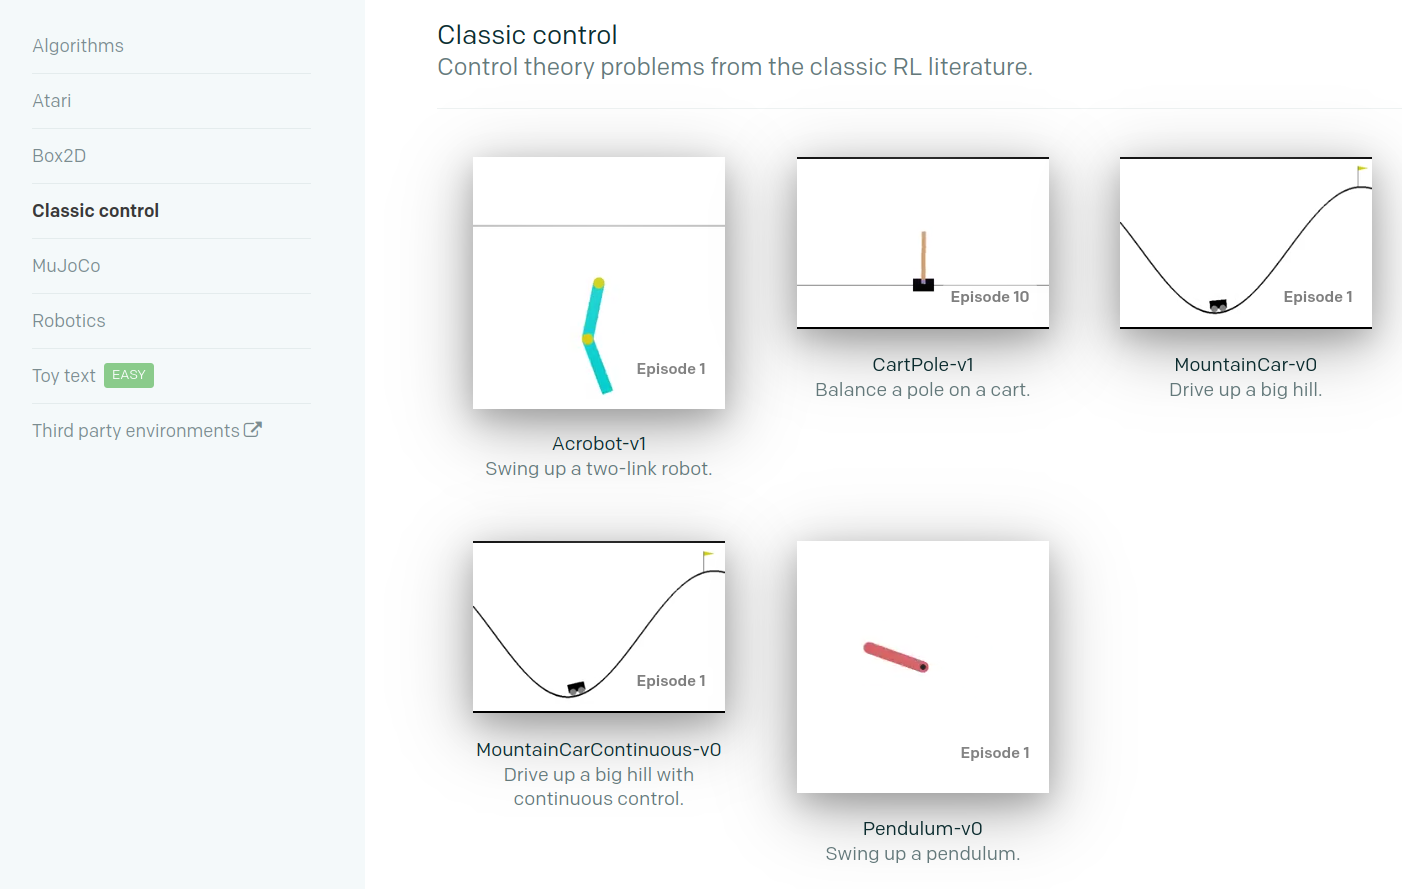 Algorithms
Atari
Box2D
Classic control
MuJoCo
Robotics
Toy text EASY
Third party environments
Classic control
Control theory problems from the classic RL literature.
Episode 1
Acrobot-v1
Swing up a two-link robot.
Episode 10
CartPole-v1
Balance a pole on a cart.
Episode 1
MountainCar-v0
Drive up a big hill.
Episode 1
MountainCarContinuous-v0
Drive up a big hill with
continuous control.
Episode 1
Pendulum-v0
Swing up a pendulum.